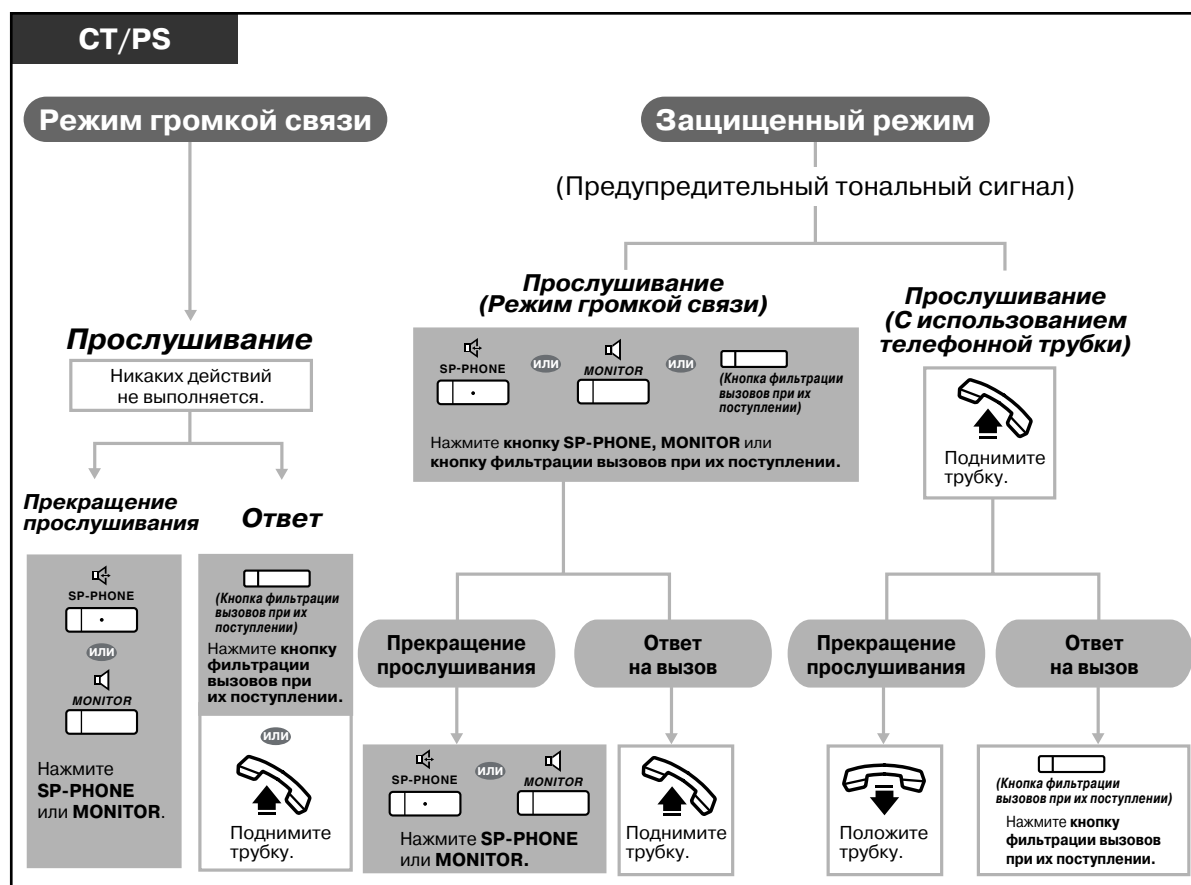 CT/PS
Режим громкой связи
Прослушивание
Никаких действий
не выполняется.
Прекращение
прослушивания
SP-PHONE
или
MONITOR
Нажмите
SP-PHONE
или MONITOR.
Ответ
(Кнопка фильтрации
вызовов при их
поступлении)
Нажмите кнопку
фильтрации
вызовов при
их поступлении.
или
Поднимите
трубку.
Защищенный режим
(Предупредительный тональный сигнал)
Прослушивание
(Режим громкой связи)
SP-PHONE
или
MONITOR
или
(Кнопка фильтрации
вызовов при их
поступлении)
Нажмите кнопку SP-PHONE, MONITOR или
кнопку фильтрации вызовов при их поступлении.
Прекращение
прослушивания
SP-PHONE
или
MONITOR
Нажмите SP-PHONE
или MONITOR.
Ответ
на вызов
Поднимите
трубку.
Прослушивание
(С использованием
телефонной трубки)
Поднимите
трубку.
Прекращение
прослушивания
Положите
трубку.
Ответ
на вызов
(Кнопка фильтрации
вызовов при их поступлении)
Нажмите кнопку
фильтрации вызовов
при их поступлении.